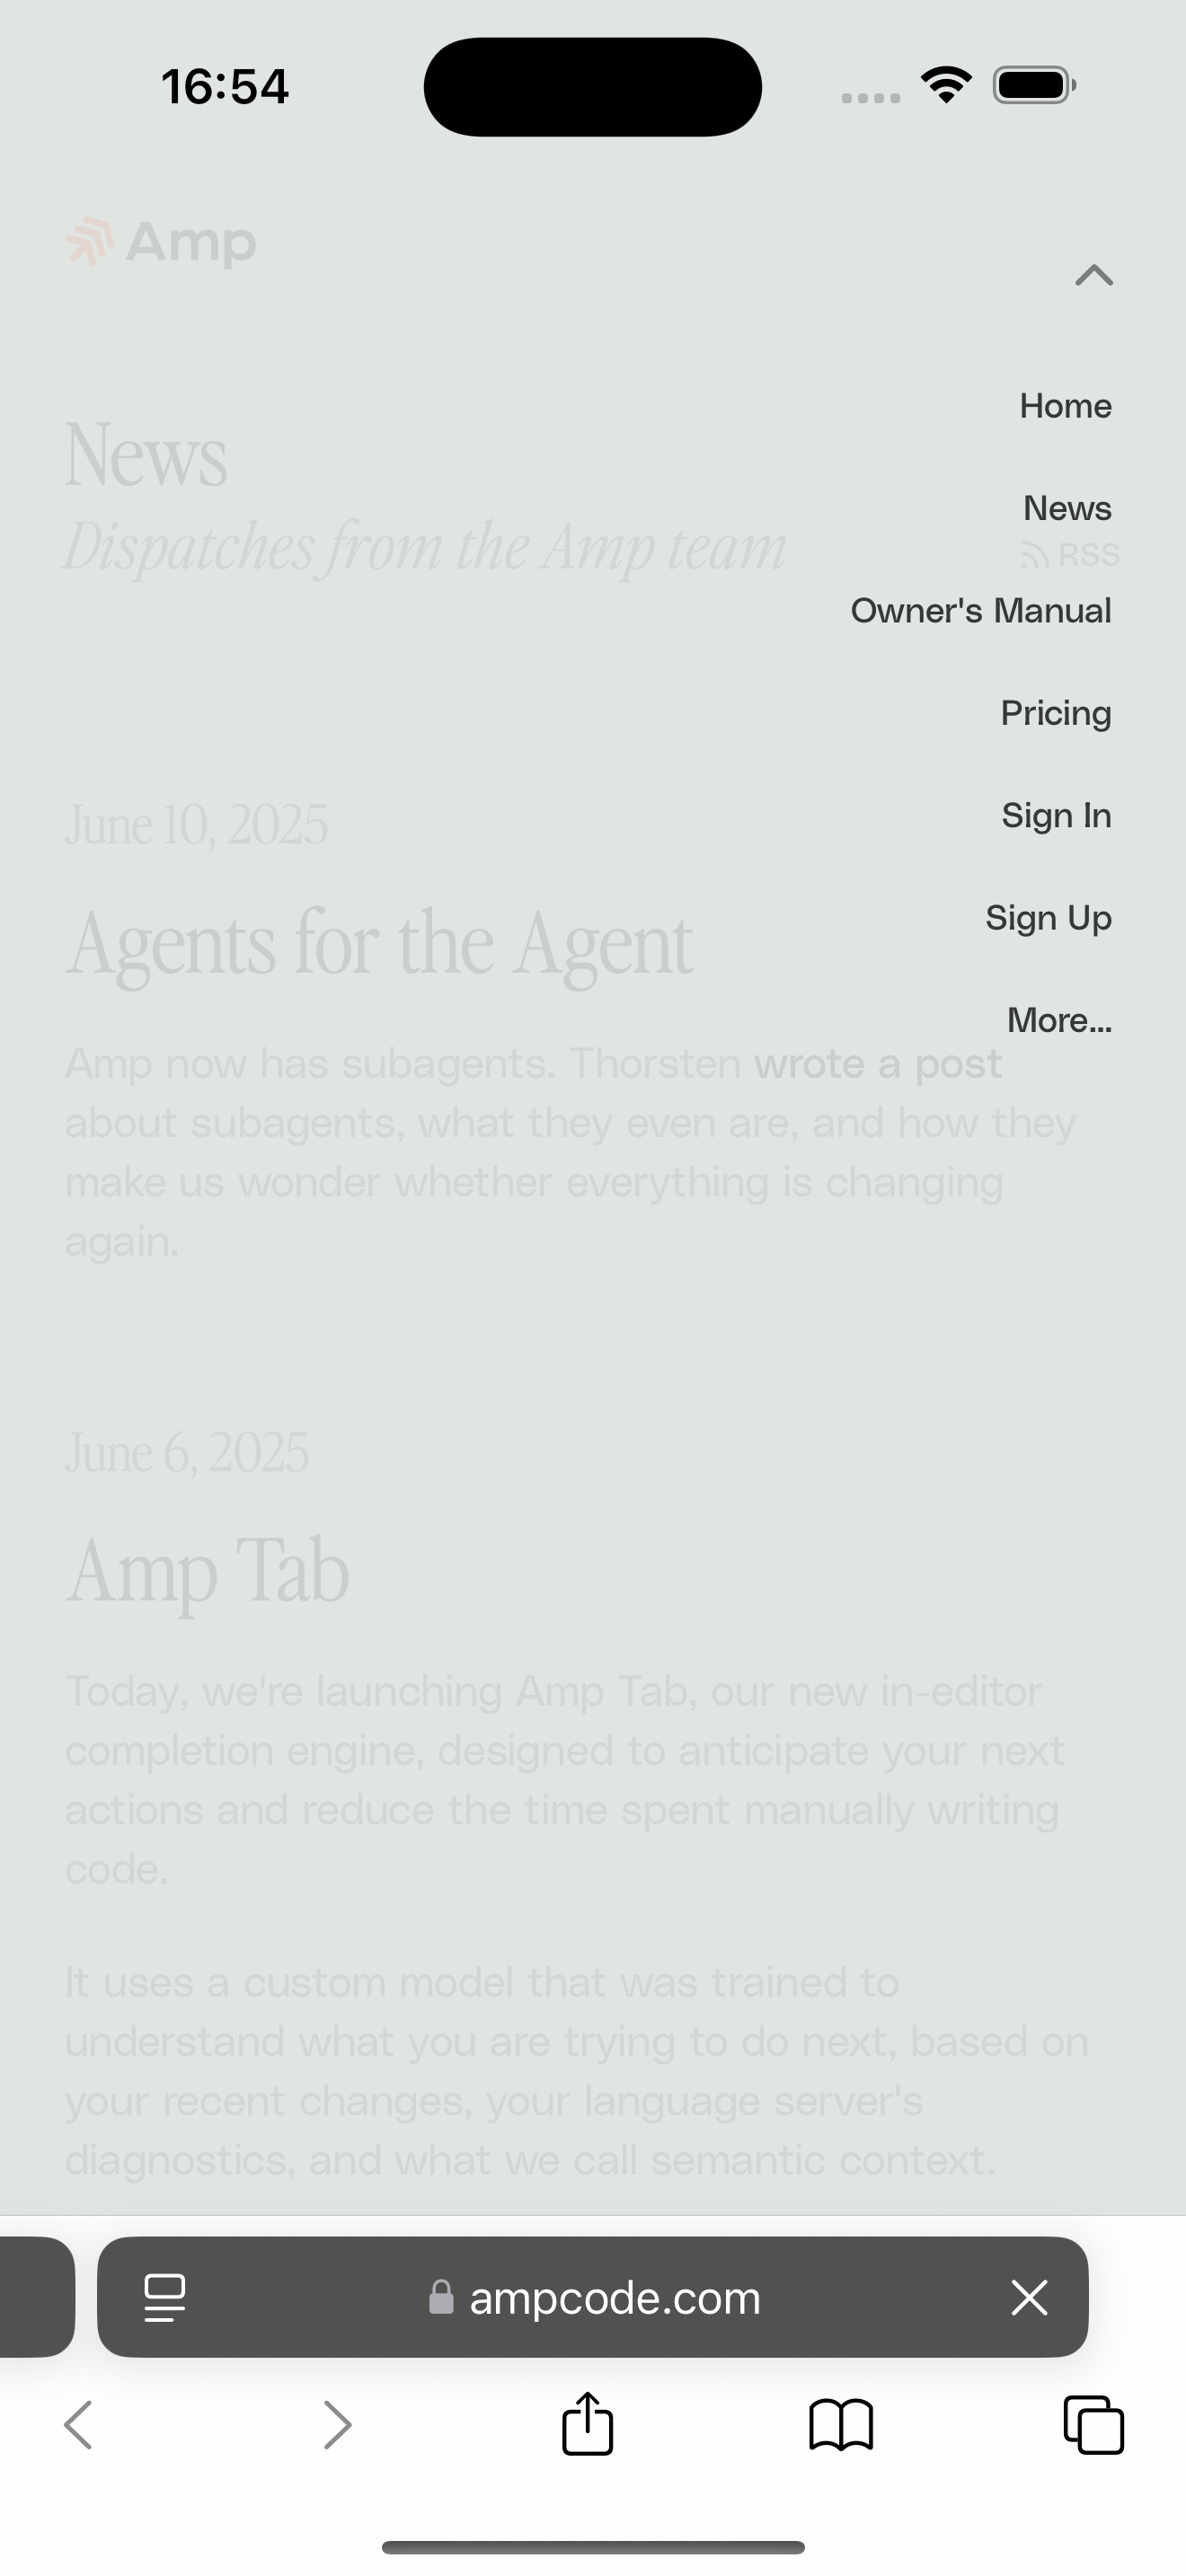 16:54
Amp
Home
News
News
Dispatches from the Amp team
RSS
Owner's Manual
Pricing
Sign In
Sign Up
More...
June 10, 2025
Agents for the Agent
Amp now has subagents. Thorsten wrote a post
about subagents, what they even are, and how they
make us wonder whether everything is changing
again.
June 6, 2025
Amp Tab
Today, we're launching Amp Tab, our new in-editor
completion engine, designed to anticipate your next
actions and reduce the time spent manually writing
code.
It uses a custom model that was trained to
understand what you are trying to do next, based on
your recent changes, your language server's
diagnostics, and what we call semantic context.
ampcode.com